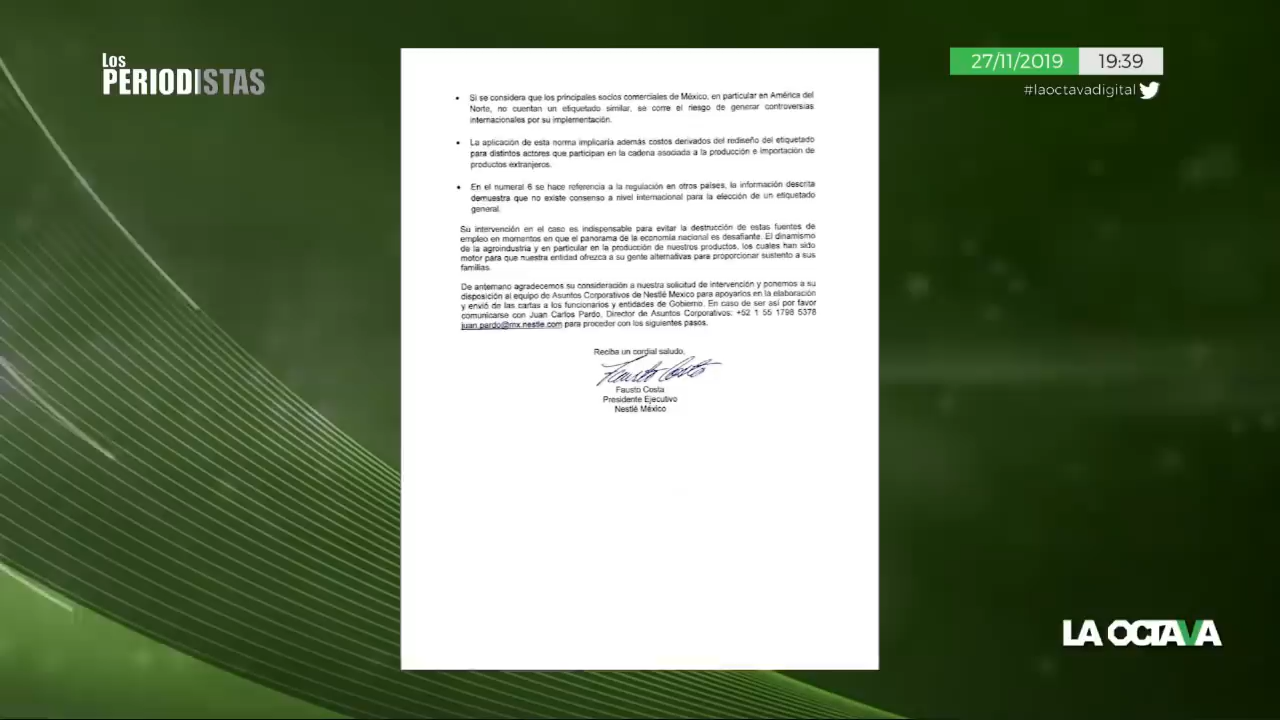 Los
PERIODISTAS
27/11/2019
19:39
#laoctavadigital
• Si se considera que los principales socios comerciales de México, en particular en América del
Norte, no cuentan un etiquetado similar, se corre el riesgo de generar controversias
internacionales por su implementación.
• La aplicación de esta norma implicaría además costos derivados del rediseño del etiquetado
para distintos actores que participan en la cadena asociada a la producción e importación de
productos extranjeros.
• En el numeral 6 se hace referencia a la regulación en otros países, la información descrita
demuestra que no existe consenso a nivel internacional para la elección de un etiquetado
general.
Su intervención en el caso es indispensable para evitar la destrucción de estas fuentes de
empleo en momentos en que el panorama de la economía nacional es desafiante. El dinamismo
de la agroindustria y en particular en la producción de nuestros productos, los cuales han sido
motor para que nuestra entidad ofrezca a su gente alternativas para proporcionar sustento a sus
familias.
De antemano agradecemos su consideración a nuestra solicitud de intervención y ponemos a su
disposición al equipo de Asuntos Corporativos de Nestlé Mexico para apoyarlos en la elaboración
y envió de las cartas a los funcionarios y entidades de Gobierno. En caso de ser así por favor
comunicarse con Juan Carlos Pardo, Director de Asuntos Corporativos: +52 1 55 1798 5378
juan.pardo@mx.nestle.com para proceder con los siguientes pasos.
Reciba un cordial saludo,
Fausto Costa
Fausto Costa
Presidente Ejecutivo
Nestlé México
LA OCTAVA